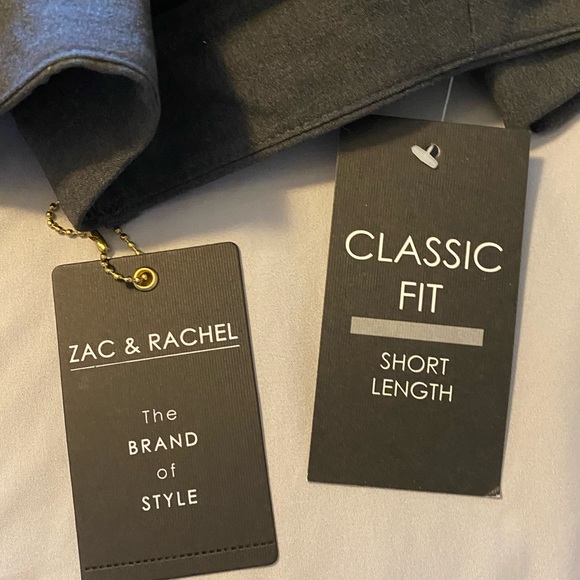 ZAC & RACHEL
The
BRAND
of
STYLE
CLASSIC
FIT
SHORT
LENGTH